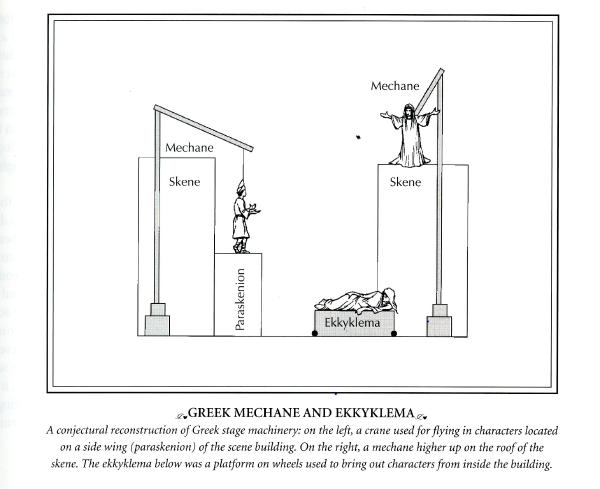 Mechane
Mechane
Skene
Skene
Paraskenion
Ekkyklema
GREEK MECHANE AND EKKYKLEMA
A conjectural reconstruction of Greek stage machinery: on the left, a crane used for flying in characters located
on a side wing (paraskenion) of the scene building. On the right, a mechane higher up on the roof of the
skene. The ekkyklema below was a platform on wheels used to bring out characters from inside the building.